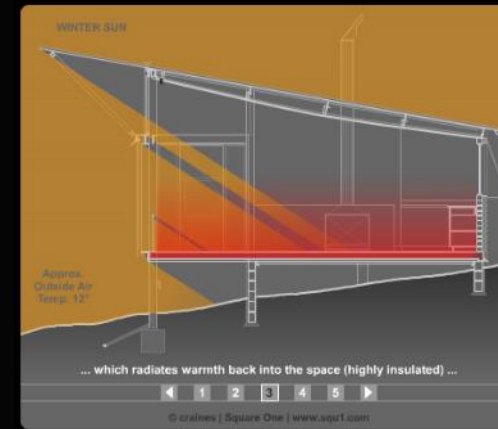 WINTER SUN
Approx.
Outside Air
Temp. 12°
... which radiates warmth back into the space (highly insulated) ...
1 2 3 4 5
© craines | Square One | www.squ1.com